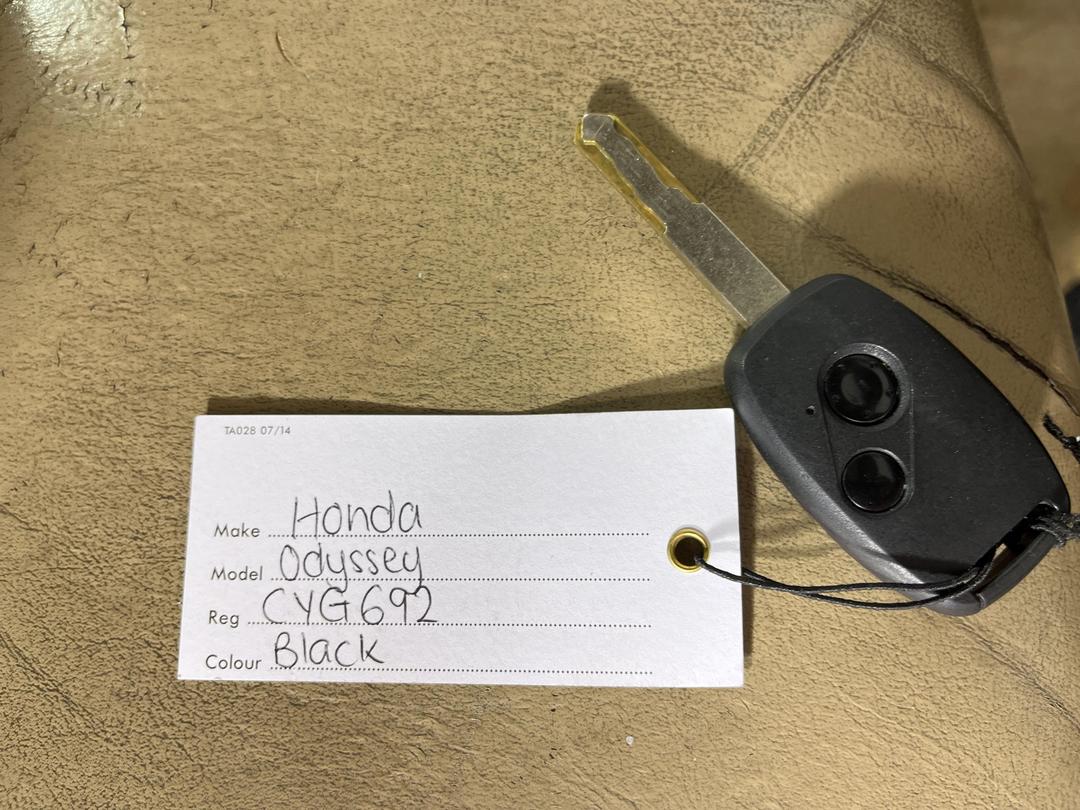 TA028 07/14
Make Honda
Model Odyssey
Reg CYG692
Colour Black